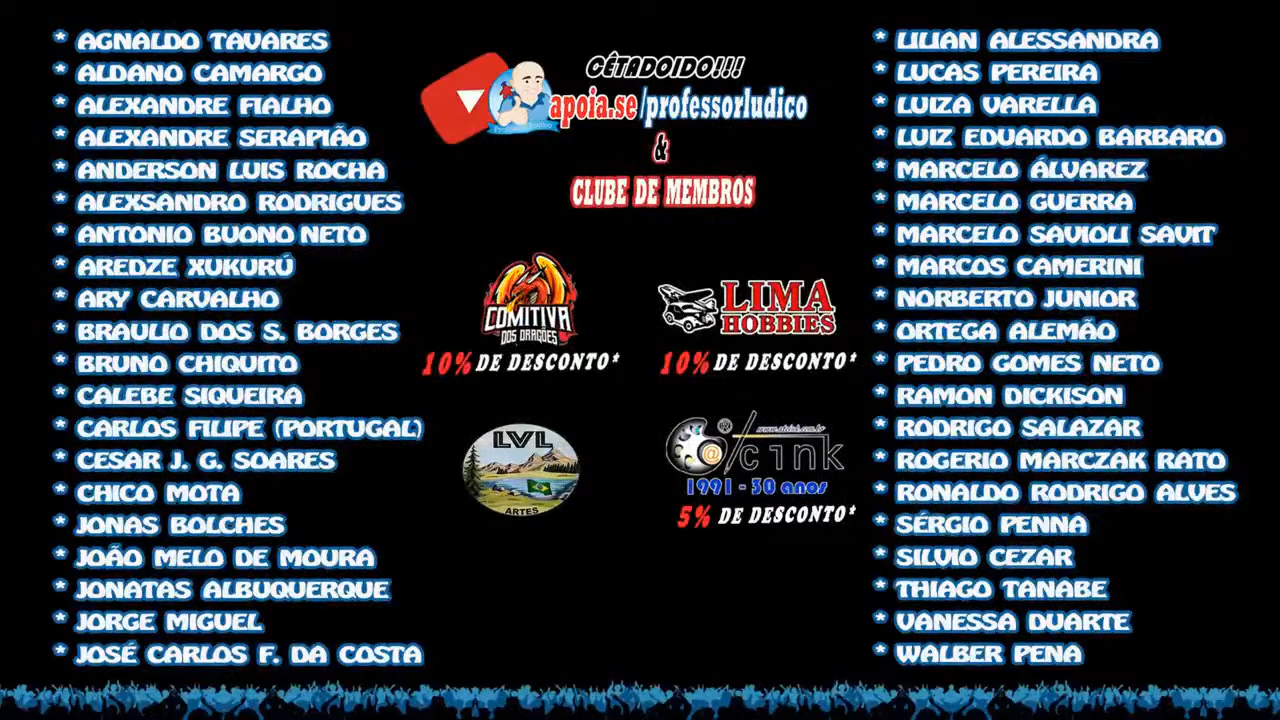 * AGNALDO TAVARES
* ALDANO CAMARGO
* ALEXANDRE FIALHO
* ALEXANDRE SERAPIÃO
* ANDERSON LUIS ROCHA
* ALEXSANDRO RODRIGUES
* ANTONIO BUONO NETO
* AREDZE XUKURÚ
* ARY CARVALHO
* BRAULIO DOS S. BORGES
* BRUNO CHIQUITO
* CALEBE SIQUEIRA
* CARLOS FILIPE (PORTUGAL)
* CESAR J. G. SOARES
* CHICO MOTA
* JONAS BOLCHES
* JOÃO MELO DE MOURA
* JONATAS ALBUQUERQUE
* JORGE MIGUEL
* JOSÉ CARLOS F. DA COSTA
CÊTADOIDO!!!
apoia.se/professorludico
&
CLUBE DE MEMBROS
COMITIVA
DOS DRAGÕES
10% DE DESCONTO*
LIMA
HOBBIES
10% DE DESCONTO*
LVL
ARTES
@/cink
1991 - 30 anos
5% DE DESCONTO*
* LILIAN ALESSANDRA
* LUCAS PEREIRA
* LUIZA VARELLA
* LUIZ EDUARDO BARBARO
* MARCELO ÁLVAREZ
* MARCELO GUERRA
* MARCELO SAVIOLI SAVIT
* MARCOS CAMERINI
* NORBERTO JUNIOR
* ORTEGA ALEMÃO
* PEDRO GOMES NETO
* RAMON DICKISON
* RODRIGO SALAZAR
* ROGERIO MARCZAK RATO
* RONALDO RODRIGO ALVES
* SÉRGIO PENNA
* SILVIO CEZAR
* THIAGO TANABE
* VANESSA DUARTE
* WALBER PENA